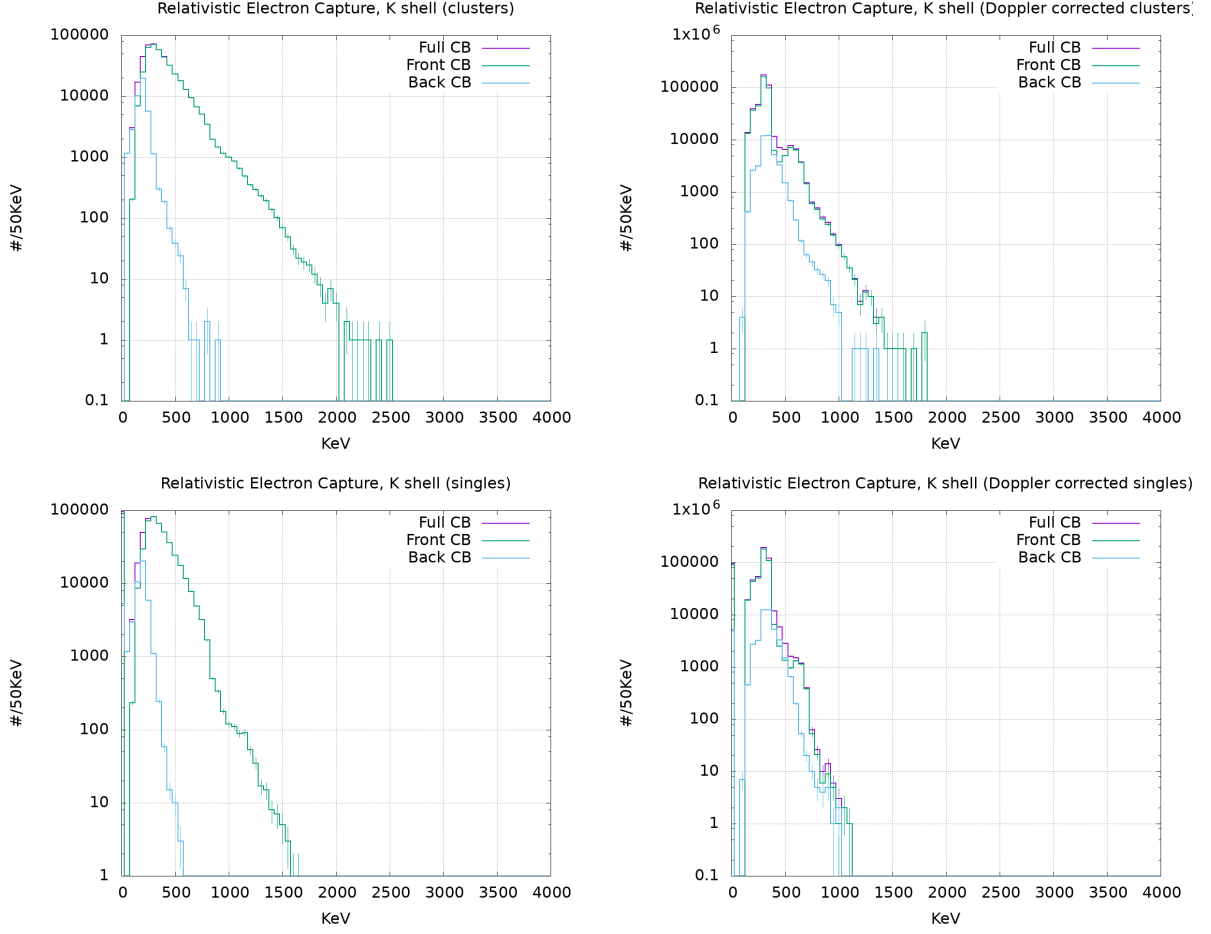 Relativistic Electron Capture, K shell (clusters)
#/50KeV
100000
10000
1000
100
10
1
0.1
Full CB
Front CB
Back CB
0 500 1000 1500 2000 2500 3000 3500 4000
KeV
Relativistic Electron Capture, K shell (Doppler corrected clusters)
#/50KeV
1x10⁶
100000
10000
1000
100
10
1
0.1
Full CB
Front CB
Back CB
0 500 1000 1500 2000 2500 3000 3500 4000
KeV
Relativistic Electron Capture, K shell (singles)
#/50KeV
100000
10000
1000
100
10
1
Full CB
Front CB
Back CB
0 500 1000 1500 2000 2500 3000 3500 4000
KeV
Relativistic Electron Capture, K shell (Doppler corrected singles)
#/50KeV
1x10⁶
100000
10000
1000
100
10
1
0.1
Full CB
Front CB
Back CB
0 500 1000 1500 2000 2500 3000 3500 4000
KeV